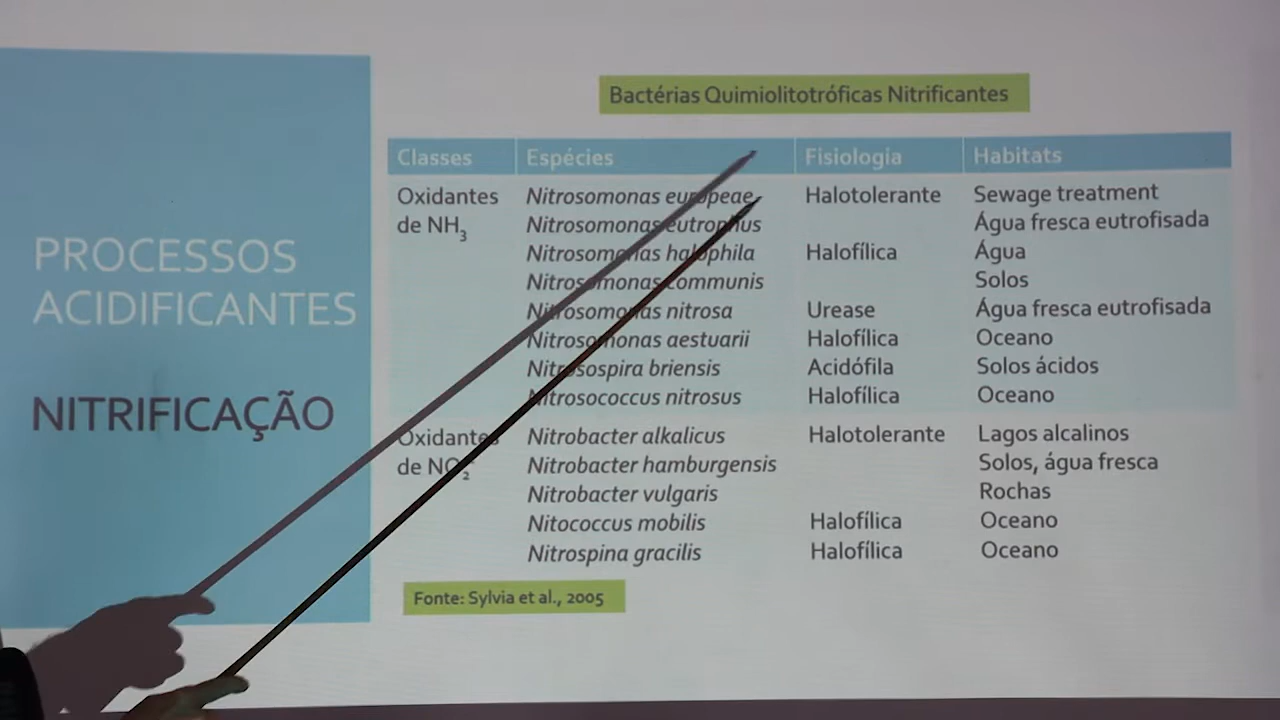 Bactérias Quimiolitotróficas Nitrificantes
PROCESSOS
ACIDIFICANTES
NITRIFICAÇÃO
Classes Espécies Fisiologia Habitats
Oxidantes Nitrosomonas europeae Halotolerante Sewage treatment
de NH3 Nitrosomonas eutrophus Água fresca eutrofisada
Nitrosomonas halophila Halofílica Água
Nitrosomonas communis Solos
Nitrosomonas nitrosa Urease Água fresca eutrofisada
Nitrosomonas aestuarii Halofílica Oceano
Nitrosospira briensis Acidófila Solos ácidos
Nitrosococcus nitrosus Halofílica Oceano
Oxidantes Nitrobacter alkalicus Halotolerante Lagos alcalinos
de NO2- Nitrobacter hamburgensis Solos, água fresca
Nitrobacter vulgaris Rochas
Nitococcus mobilis Halofílica Oceano
Nitrospina gracilis Halofílica Oceano
Fonte: Sylvia et al., 2005